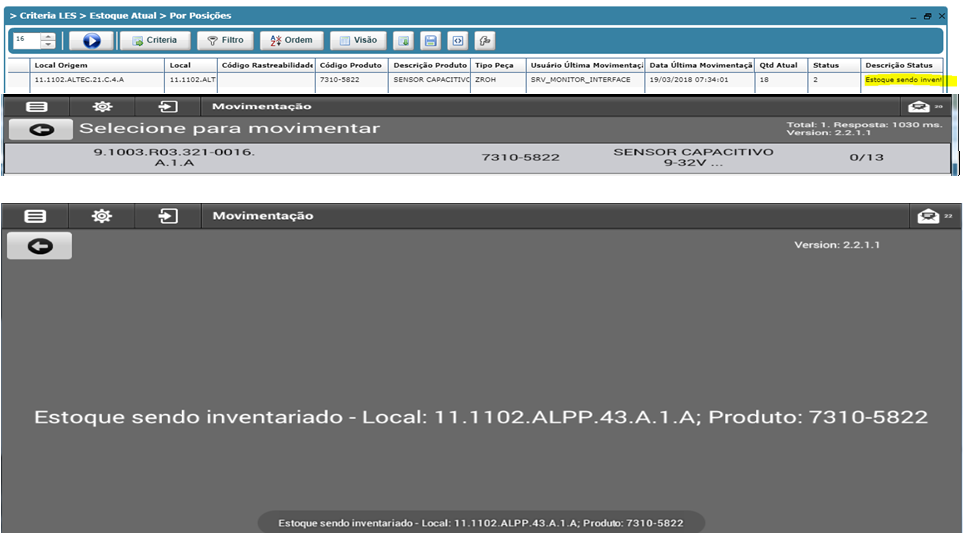 > Criteria LES > Estoque Atual > Por Posições
16 Criteria Filtro Ordem Visão
Local Origem Local Código Rastreabilidade Código Produto Descrição Produto Tipo Peça Usuário Última Movimentaçã Data Última Movimentaçã Qtd Atual Status Descrição Status
11.1102.ALTEC.21.C.4.A 11.1102.ALT 7310-5822 SENSOR CAPACITIVO ZROH SRV_MONITOR_INTERFACE 19/03/2018 07:34:01 18 2 Estoque sendo invent
Movimentação
Selecione para movimentar
Total: 1. Resposta: 1030 ms.
Version: 2.2.1.1
9.1003.R03.321-0016.
A.1.A
7310-5822
SENSOR CAPACITIVO
9-32V ...
0/13
Movimentação 22
Version: 2.2.1.1
Estoque sendo inventariado - Local: 11.1102.ALPP.43.A.1.A; Produto: 7310-5822
Estoque sendo inventariado - Local: 11.1102.ALPP.43.A.1.A; Produto: 7310-5822